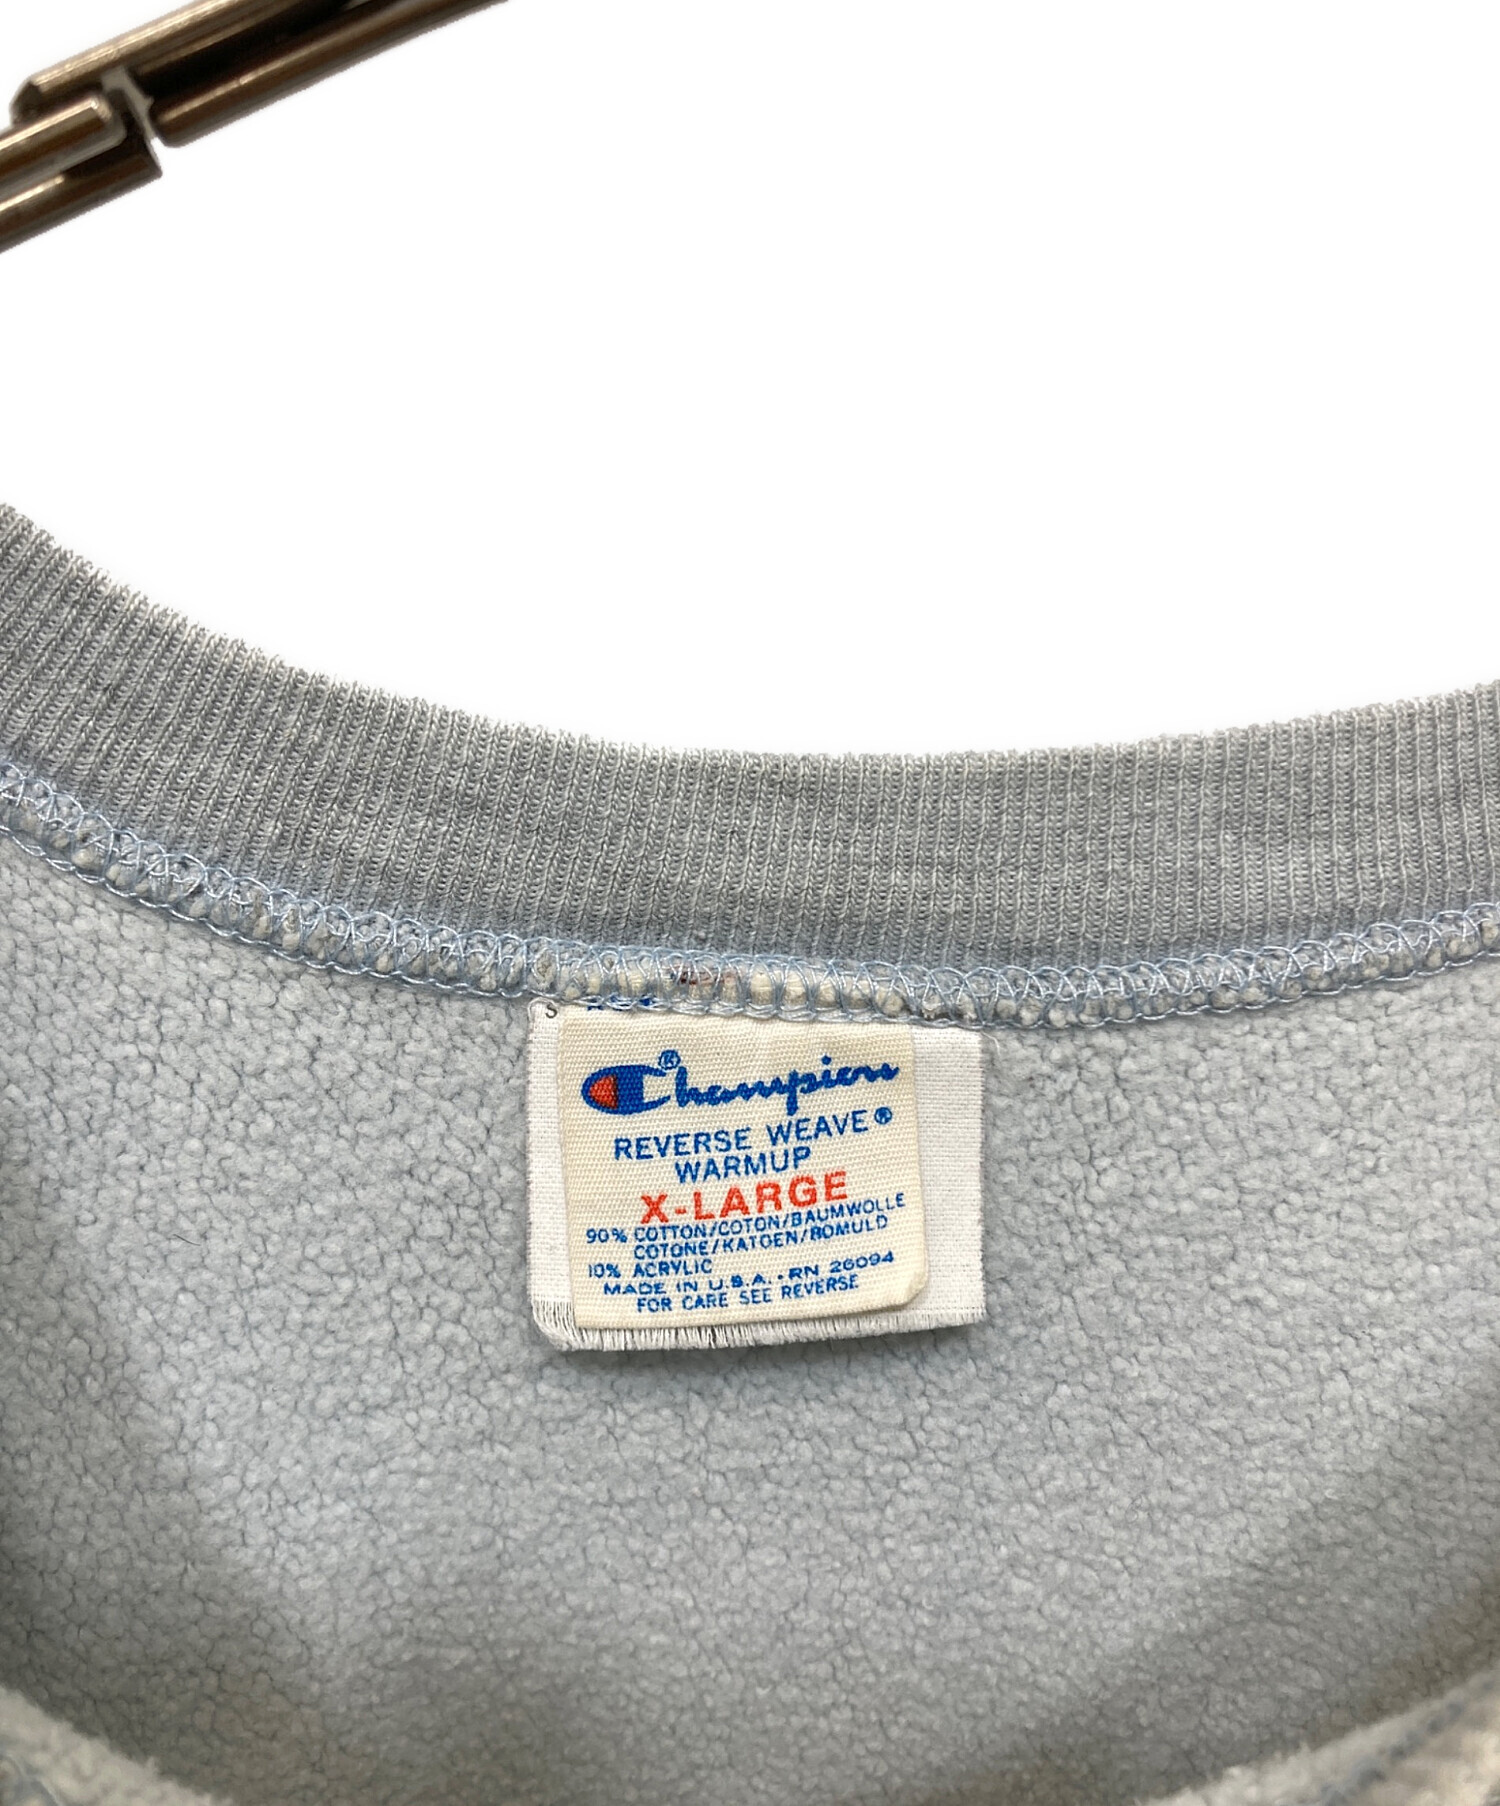 S
Champion®
REVERSE WEAVE®
WARMUP
X-LARGE
90% COTTON/COTON/BAUMWOLLE
COTONE/KATOEN/BOMULD
10% ACRYLIC
MADE IN U.S.A. · RN 26094
FOR CARE SEE REVERSE